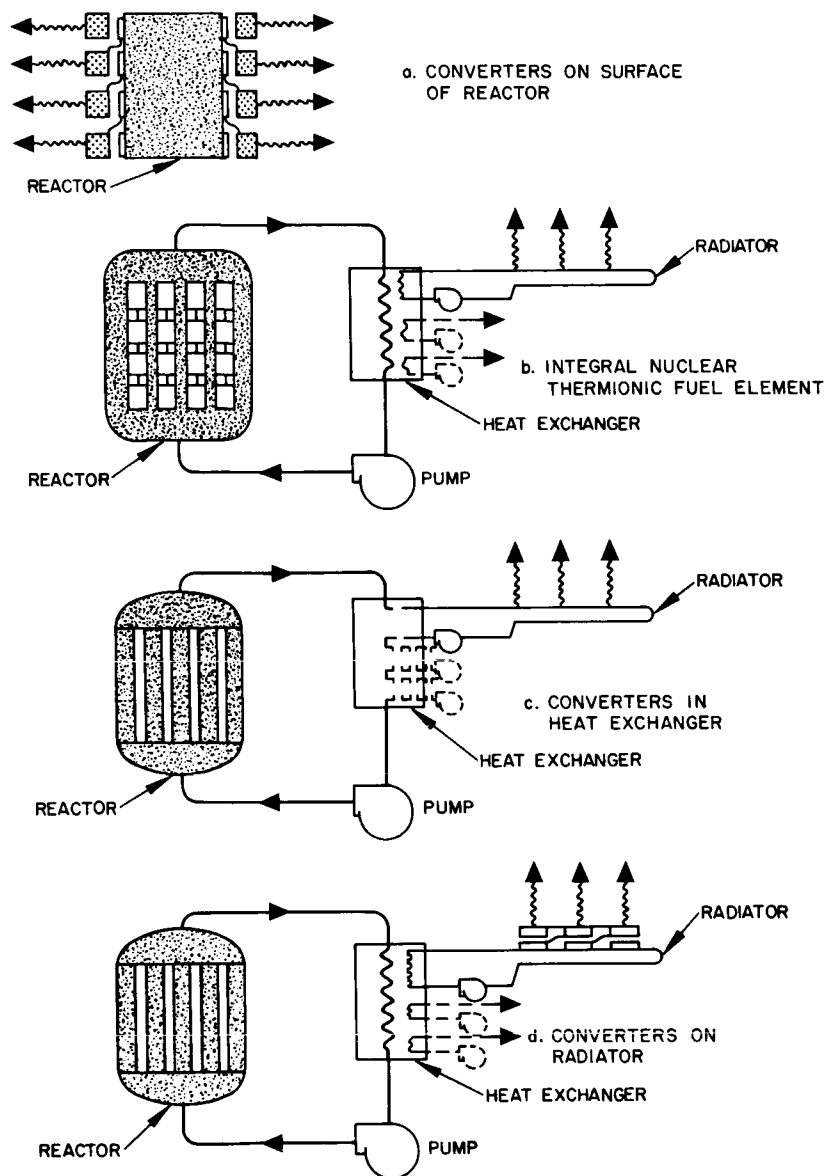 a. CONVERTERS ON SURFACE
OF REACTOR
REACTOR
RADIATOR
b. INTEGRAL NUCLEAR
THERMIONIC FUEL ELEMENT
HEAT EXCHANGER
REACTOR
PUMP
RADIATOR
c. CONVERTERS IN
HEAT EXCHANGER
HEAT EXCHANGER
REACTOR
PUMP
RADIATOR
d. CONVERTERS ON
RADIATOR
HEAT EXCHANGER
REACTOR
PUMP